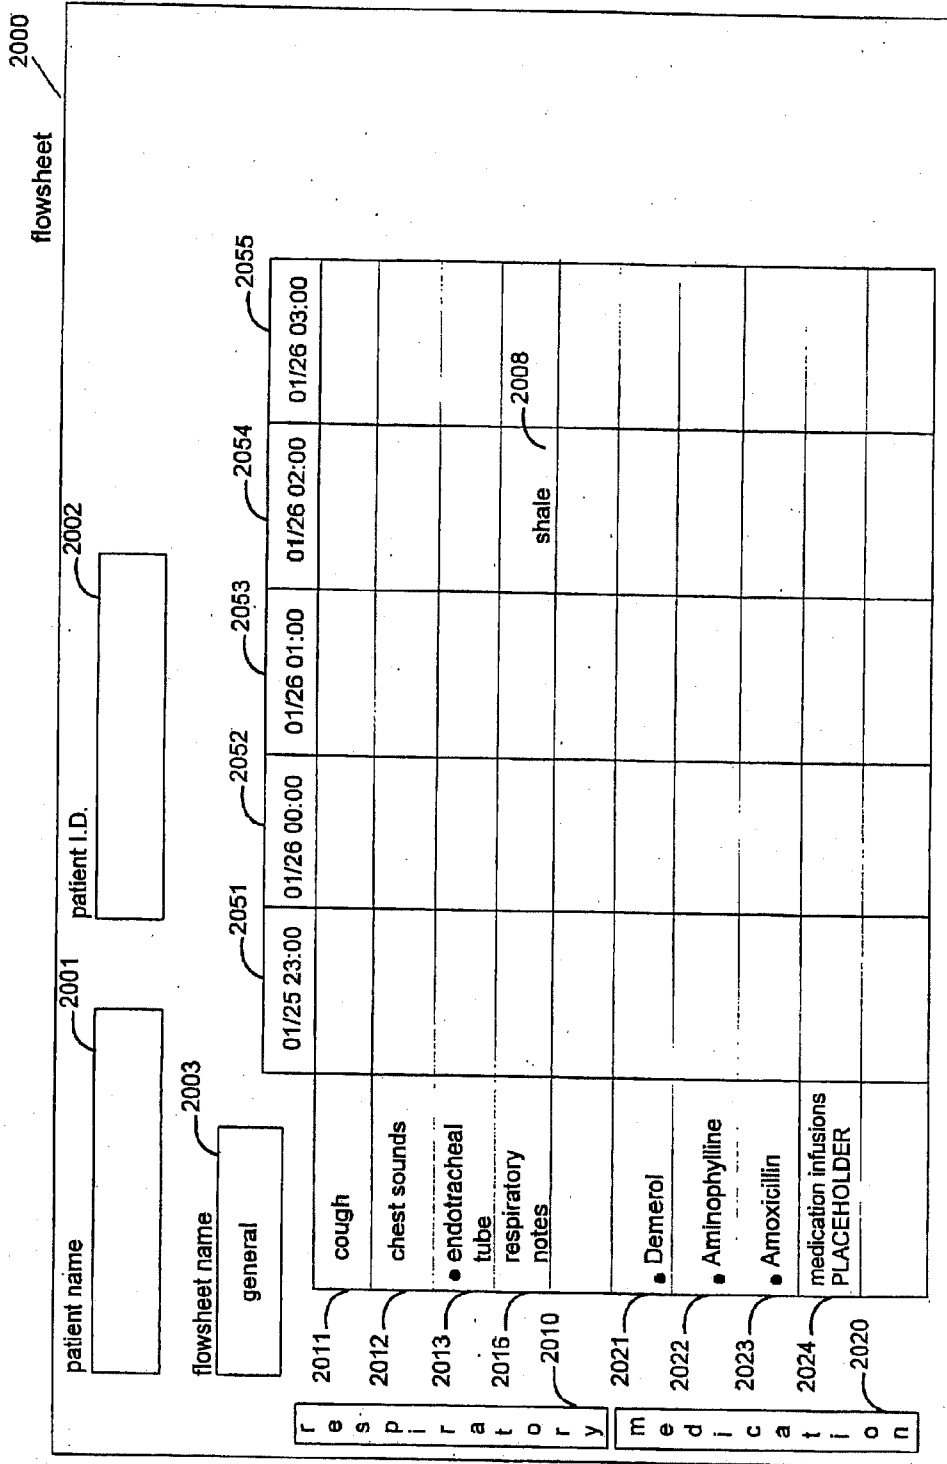 flowsheet 2000
patient name 2001
patient I.D. 2002
flowsheet name 2003
general
2051 2052 2053 2054 2055
01/25 23:00 01/26 00:00 01/26 01:00 01/26 02:00 01/26 03:00
2011 cough
2012 chest sounds
2013 • endotracheal
tube
2016 respiratory
notes
shale 2008
2010
respiratory
2021 • Demerol
2022 • Aminophylline
2023 • Amoxicillin
2024 medication infusions
PLACEHOLDER
2020
medication